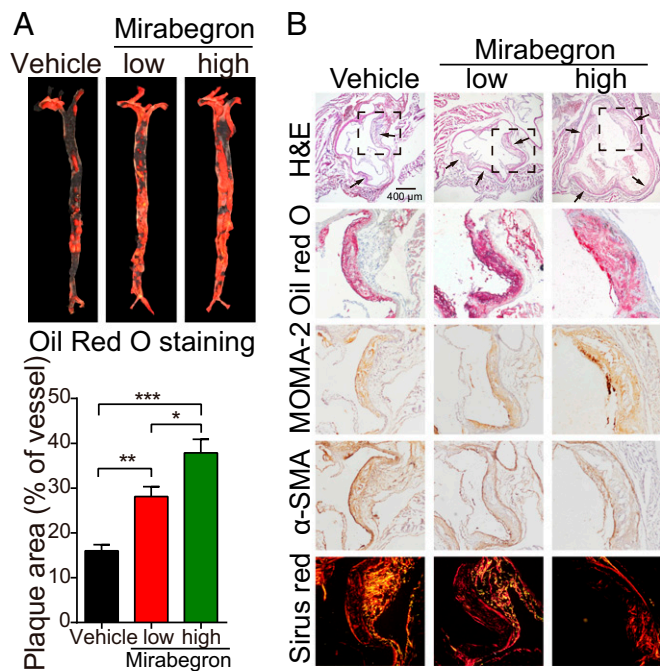 A
Mirabegron
Vehicle low high
Oil Red O staining
Plaque area (% of vessel)
50
40
30
20
10
0
***
**
*
Vehicle low high
Mirabegron
B
Mirabegron
Vehicle low high
H&E
400 μm
Oil red O
MOMA-2
α-SMA
Sirus red